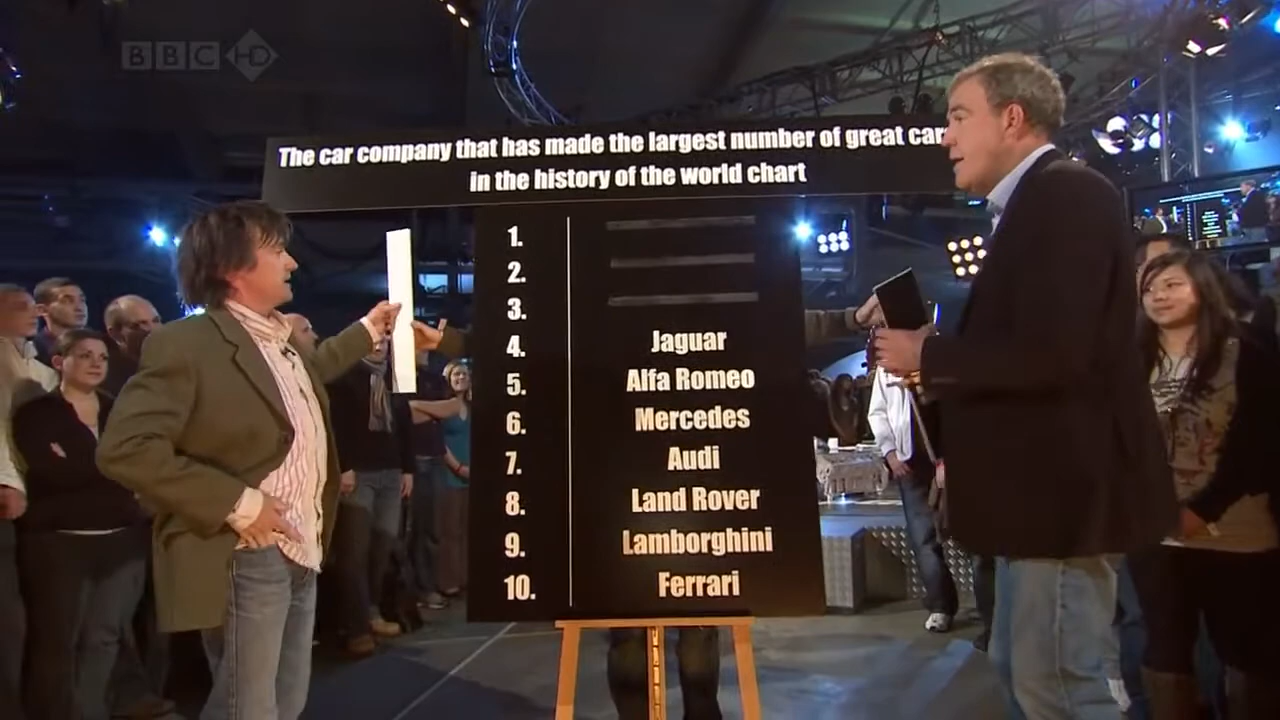 BBC HD
The car company that has made the largest number of great car
in the history of the world chart
1.
2.
3.
4. Jaguar
5. Alfa Romeo
6. Mercedes
7. Audi
8. Land Rover
9. Lamborghini
10. Ferrari